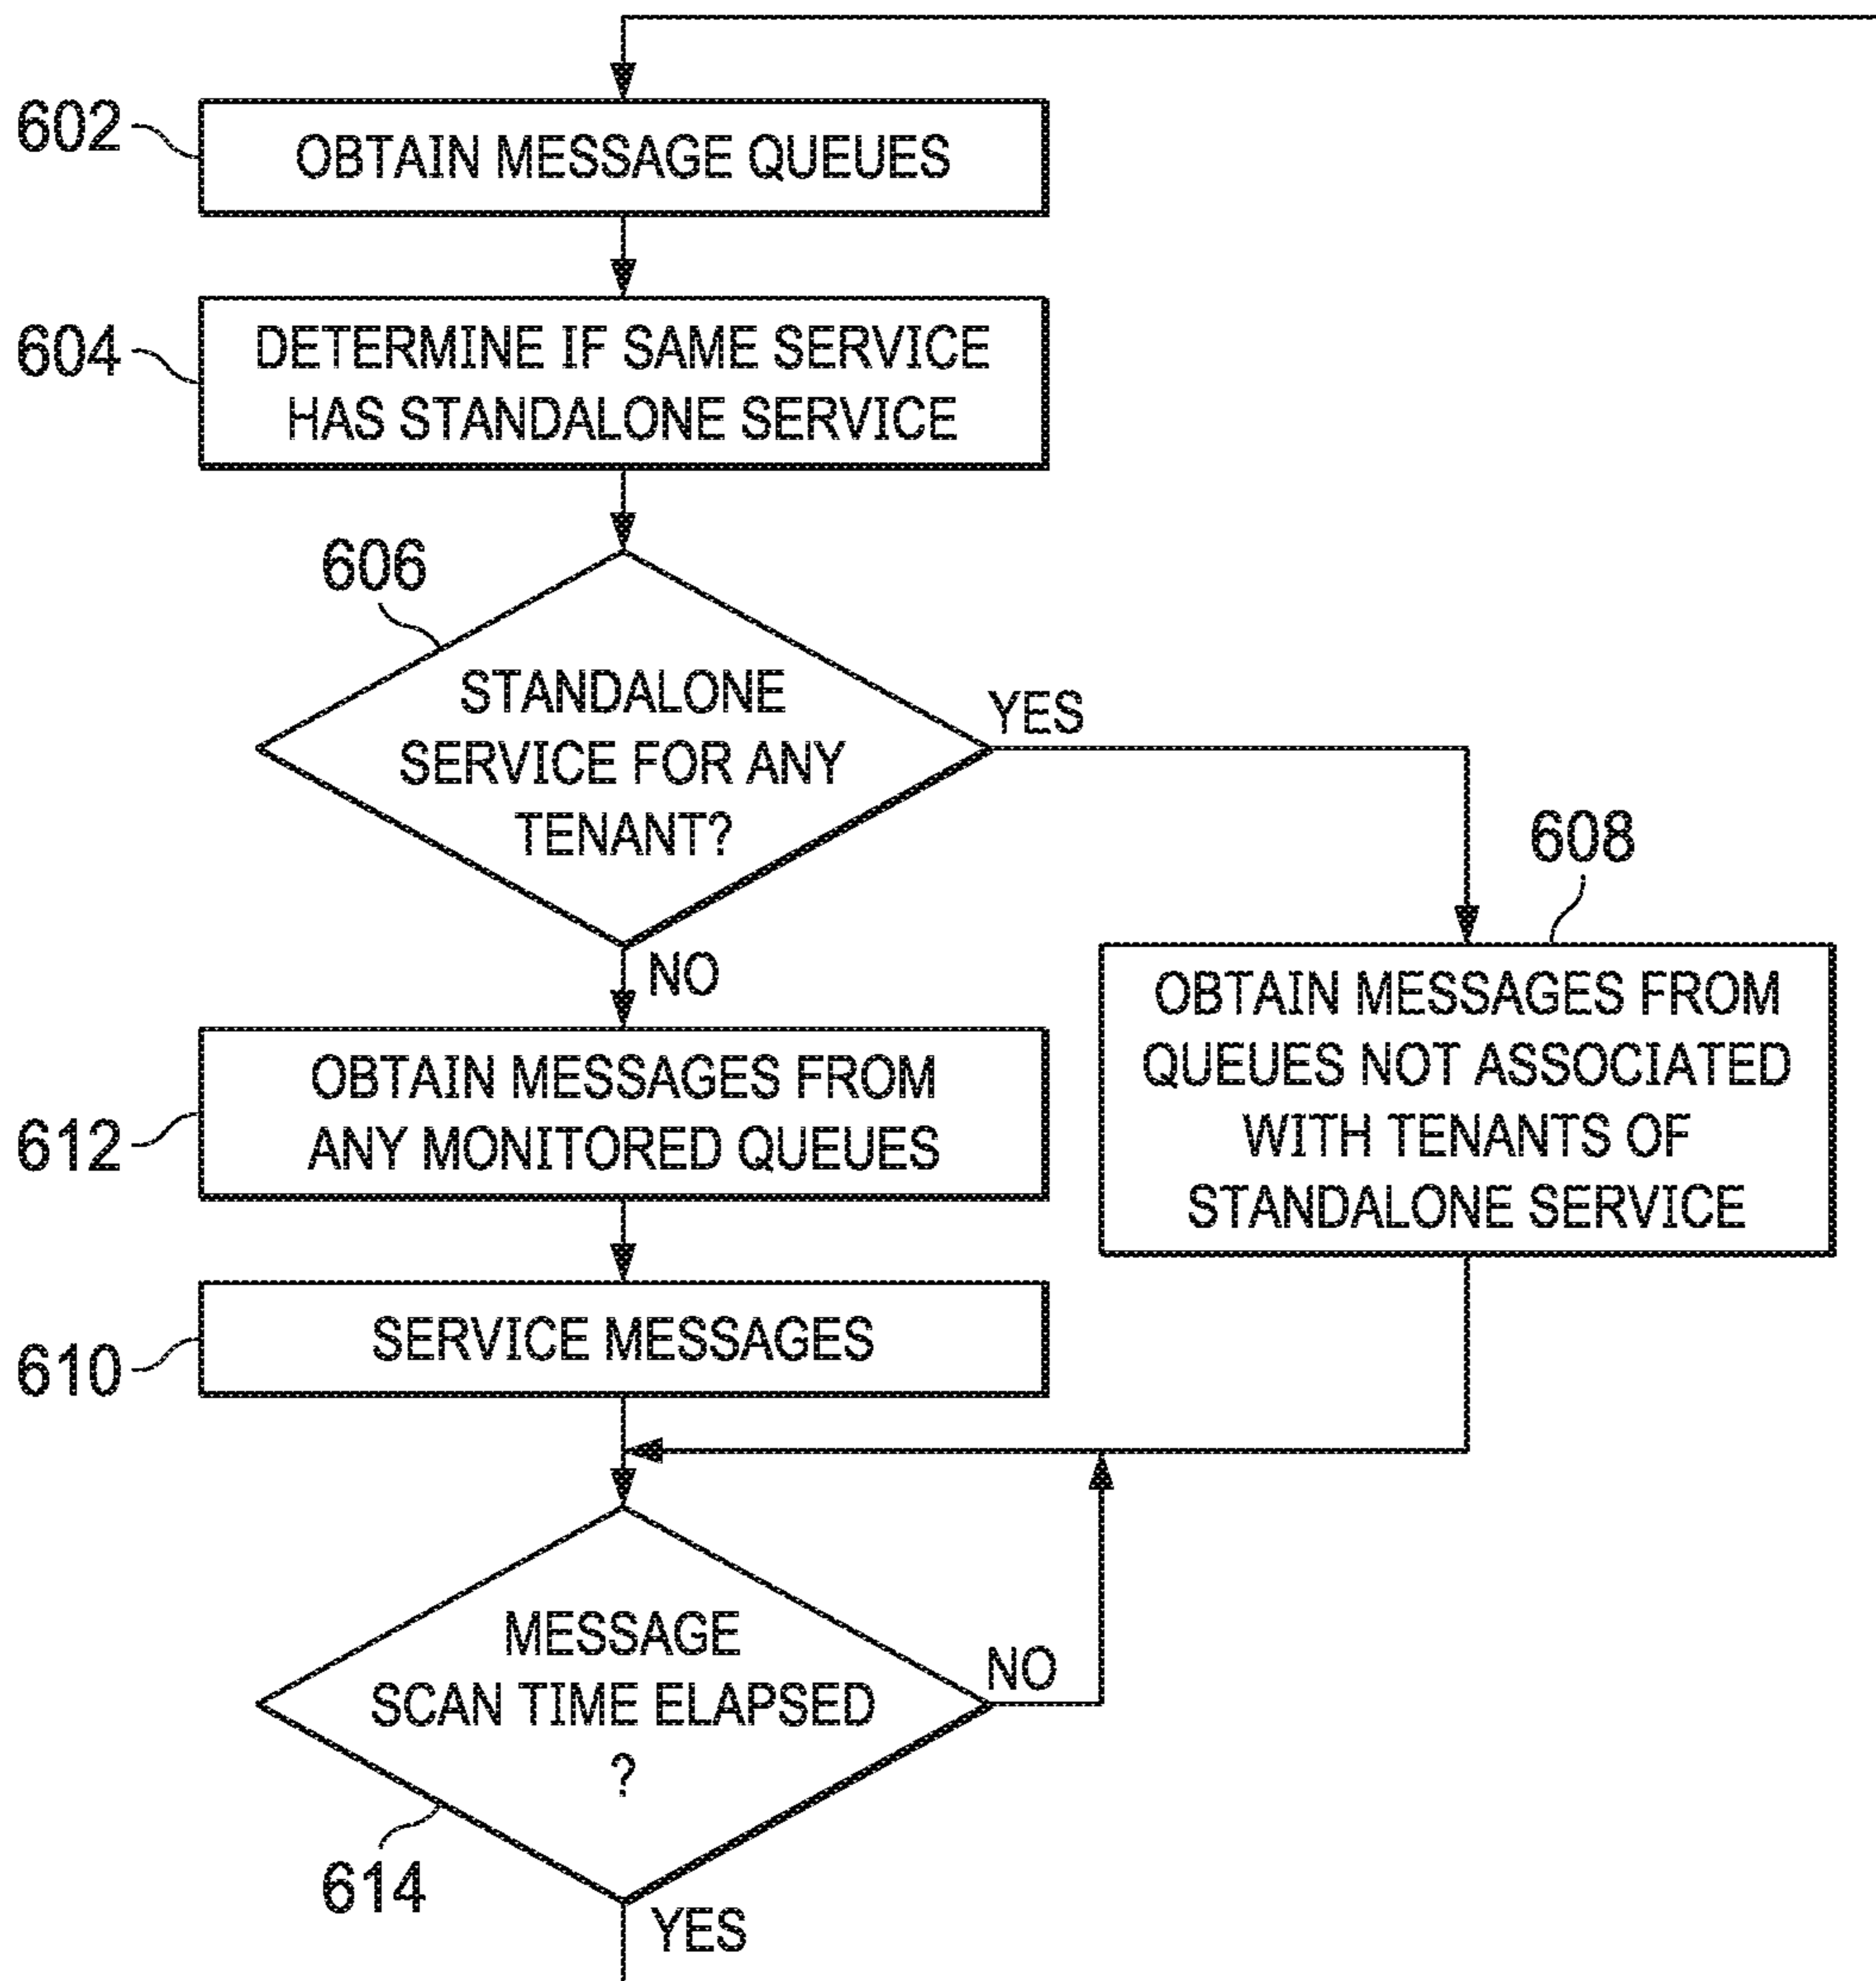 602
OBTAIN MESSAGE QUEUES
604
DETERMINE IF SAME SERVICE
HAS STANDALONE SERVICE
606
STANDALONE
SERVICE FOR ANY
TENANT?
YES
NO
608
OBTAIN MESSAGES FROM
QUEUES NOT ASSOCIATED
WITH TENANTS OF
STANDALONE SERVICE
612
OBTAIN MESSAGES FROM
ANY MONITORED QUEUES
610
SERVICE MESSAGES
MESSAGE
SCAN TIME ELAPSED
?
NO
614
YES